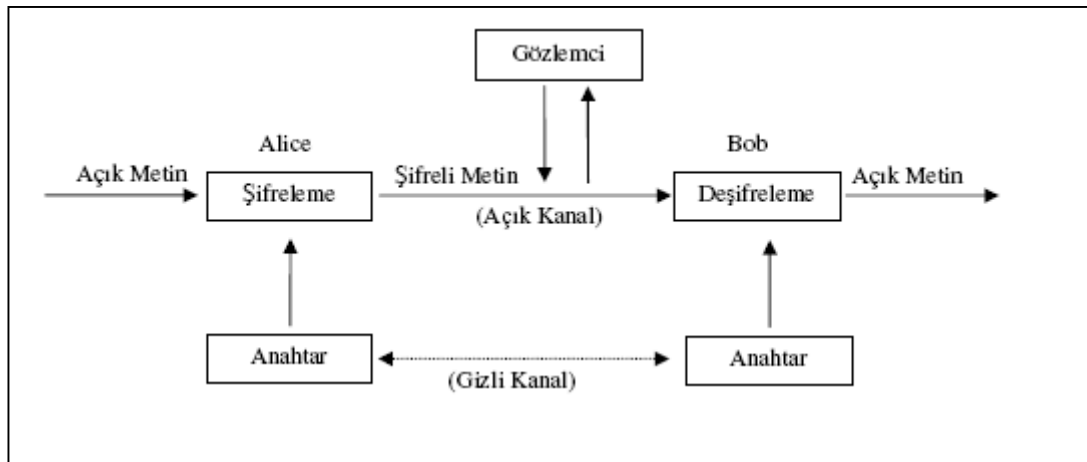 Gözlemci
Alice
Bob
Açık Metin
Şifreleme
Şifreli Metin
(Açık Kanal)
Deşifreleme
Açık Metin
Anahtar
(Gizli Kanal)
Anahtar